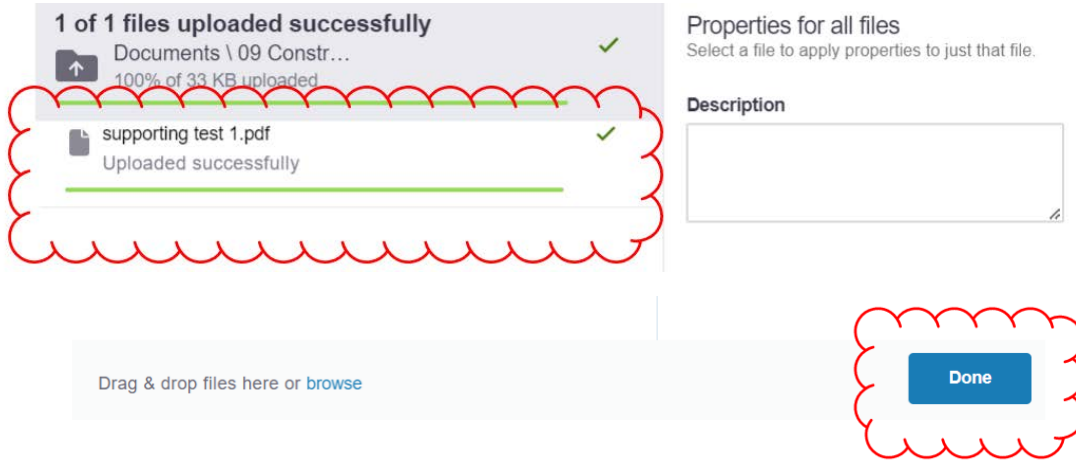 1 of 1 files uploaded successfully
Documents \ 09 Constr...
100% of 33 KB uploaded
supporting test 1.pdf
Uploaded successfully
Properties for all files
Select a file to apply properties to just that file.
Description
Drag & drop files here or browse
Done